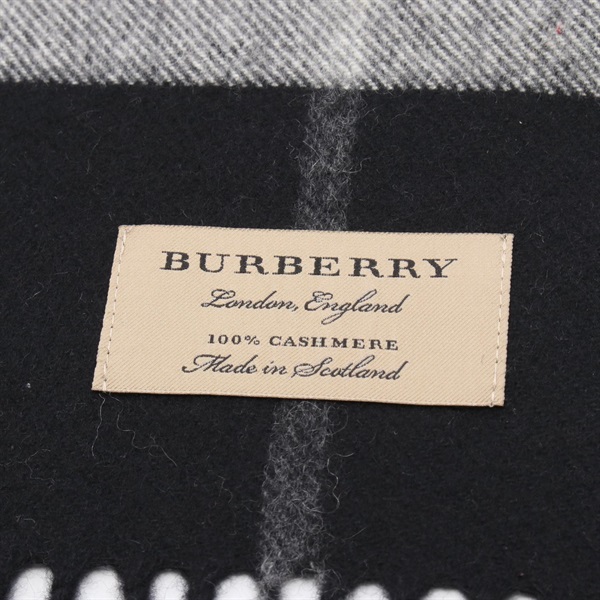 BURBERRY
London, England
100% CASHMERE
Made in Scotland